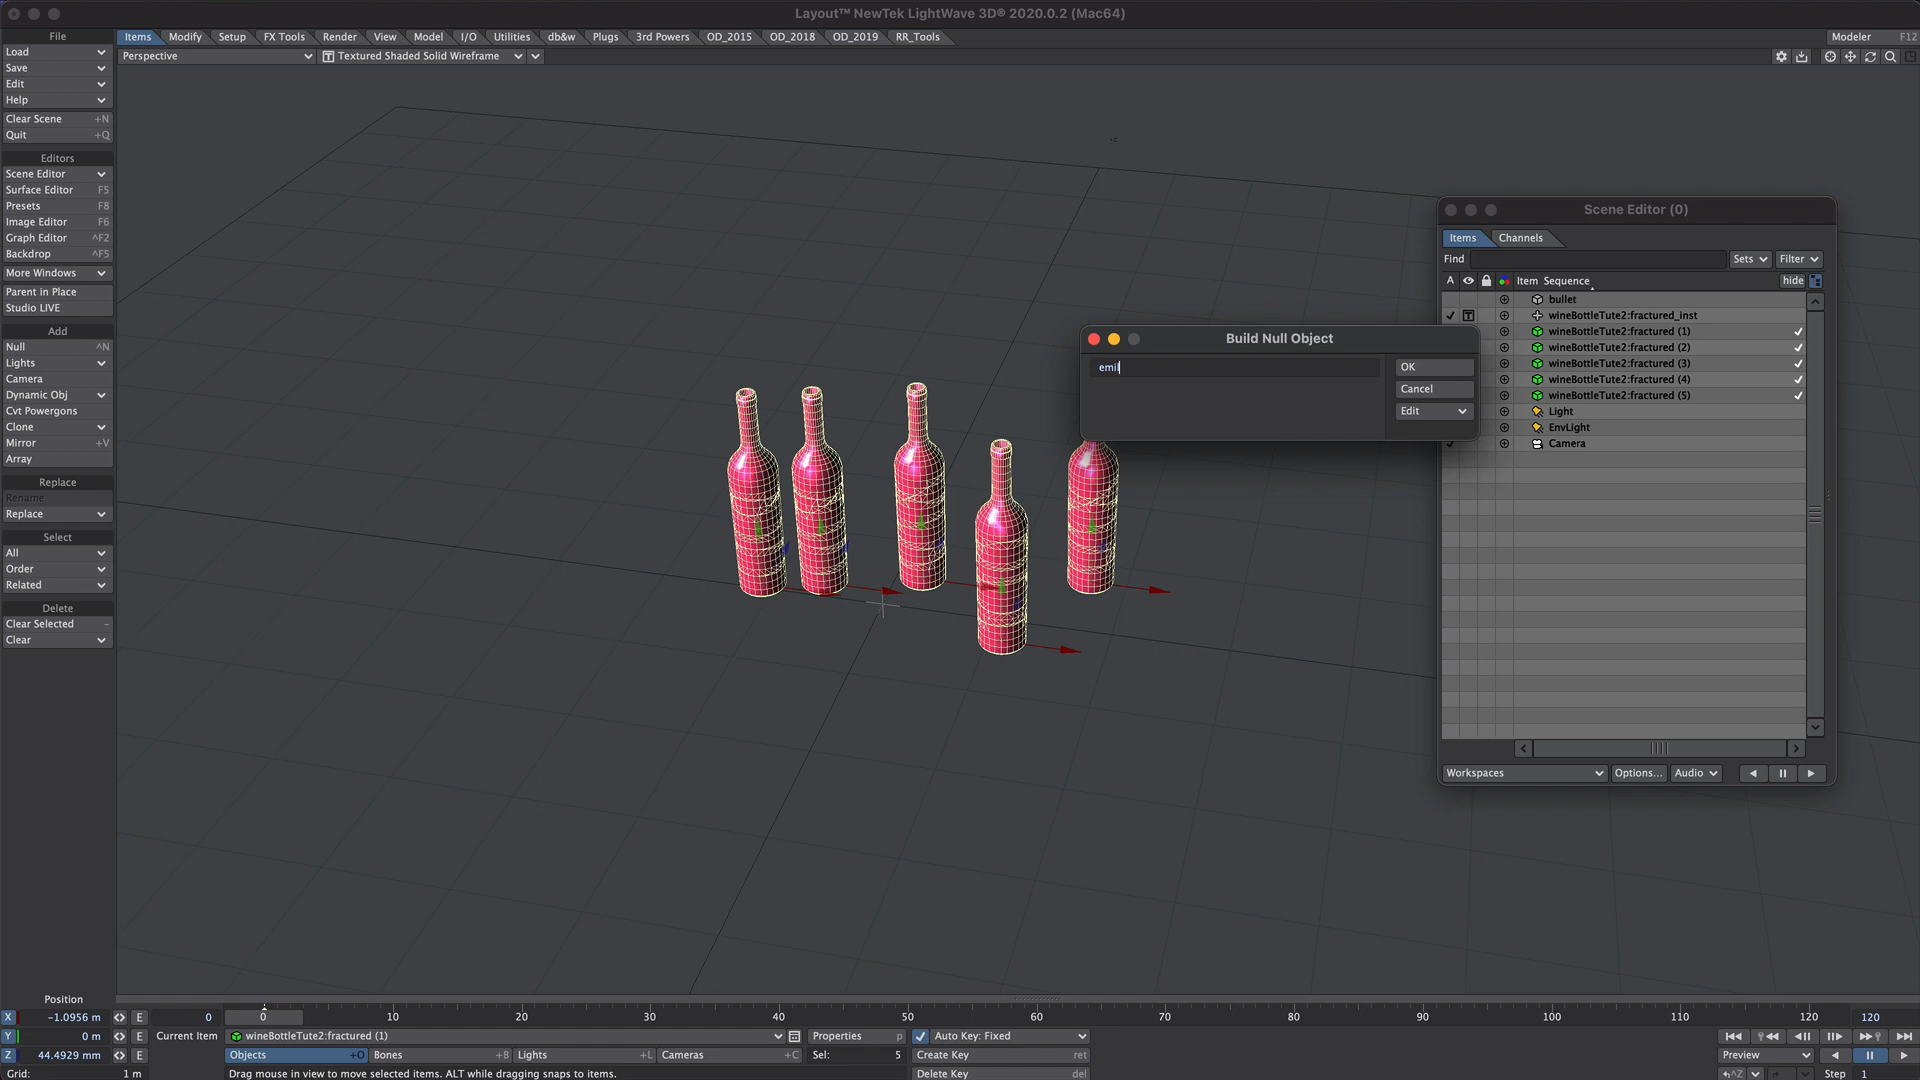 Layout™ NewTek LightWave 3D® 2020.0.2 (Mac64)
File
Items Modify Setup FX Tools Render View Model I/O Utilities db&w Plugs 3rd Powers OD_2015 OD_2018 OD_2019 RR_Tools Modeler F12
Load
Perspective Textured Shaded Solid Wireframe
Save
Edit
Help
Clear Scene +N
Quit +Q
Editors
Scene Editor
Surface Editor F5
Presets F8
Image Editor F6
Graph Editor ^F2
Backdrop ^F5
More Windows
Parent in Place
Studio LIVE
Add
Null ^N
Lights
Camera
Dynamic Obj
Cvt Powergons
Clone
Mirror +V
Array
Replace
Rename
Replace
Select
All
Order
Related
Delete
Clear Selected –
Clear
Scene Editor (0)
Items Channels
Find Sets Filter
A Item Sequence hide
bullet
wineBottleTute2:fractured_inst
wineBottleTute2:fractured (1)
wineBottleTute2:fractured (2)
wineBottleTute2:fractured (3)
wineBottleTute2:fractured (4)
wineBottleTute2:fractured (5)
Light
EnvLight
Camera
Workspaces Options... Audio
Build Null Object
emil
OK
Cancel
Edit
Position
X -1.0956 m E 0 0 10 20 30 40 50 60 70 80 90 100 110 120 120
Y 0 m E Current Item wineBottleTute2:fractured (1) Properties p Auto Key: Fixed
Z 44.4929 mm E Objects +O Bones +B Lights +L Cameras +C Sel: 5 Create Key ret Preview
Grid: 1 m Drag mouse in view to move selected items. ALT while dragging snaps to items. Delete Key del ^Z Step 1